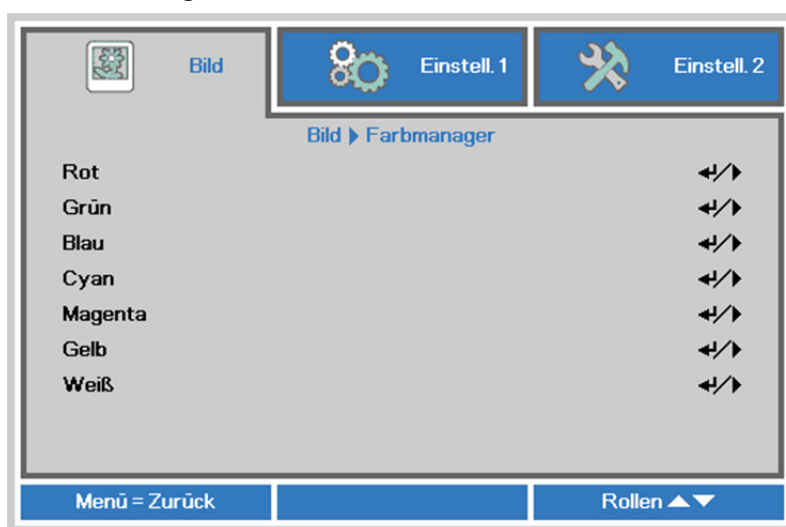 Bild
Einstell. 1
Einstell. 2
Bild ▶ Farbmanager
Rot
Grün
Blau
Cyan
Magenta
Gelb
Weiß
Menü = Zurück
Rollen ▲▼